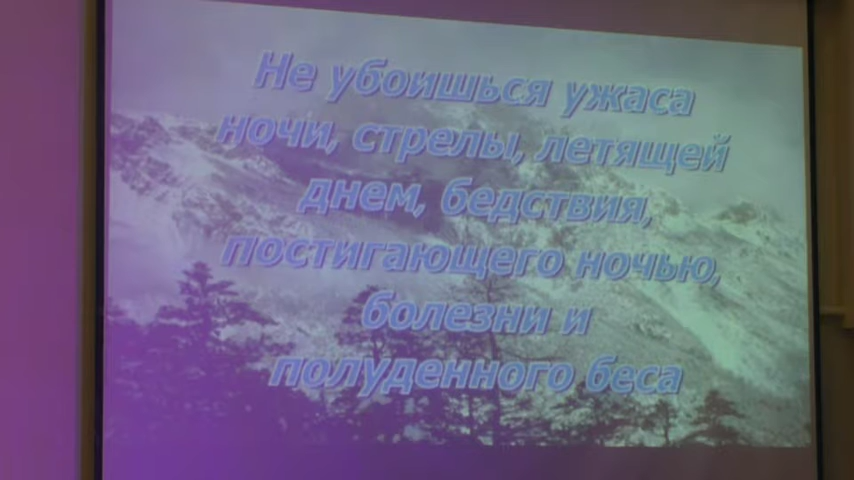 Не убоишься ужаса
ночи, стрелы, летящей
днем, бедствия,
постигающего ночью,
болезни и
полуденного беса